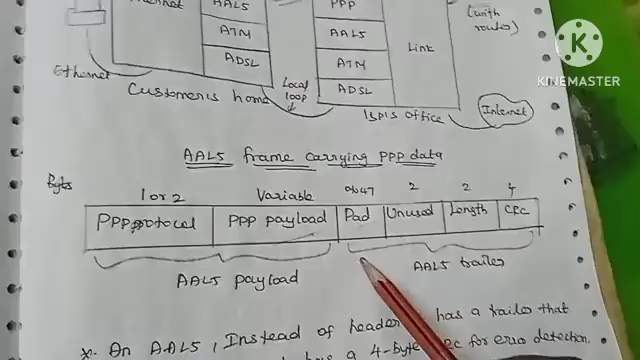 AAL5 PPP
Ethernet ATM AAL5 Link (with router)
ADSL ATM
Ethernet Local loop ADSL
Customer's home ISP's office Internet
KINEMASTER
AAL5 frame carrying PPP data
Byts 1 or 2 Variable 0 to 47 2 2 4
PPP protocol PPP payload Pad Unused Length CRC
AAL5 payload AAL5 trailer
*. An AAL5, Instead of header has a trailer that
has a 4-byte for error detection.